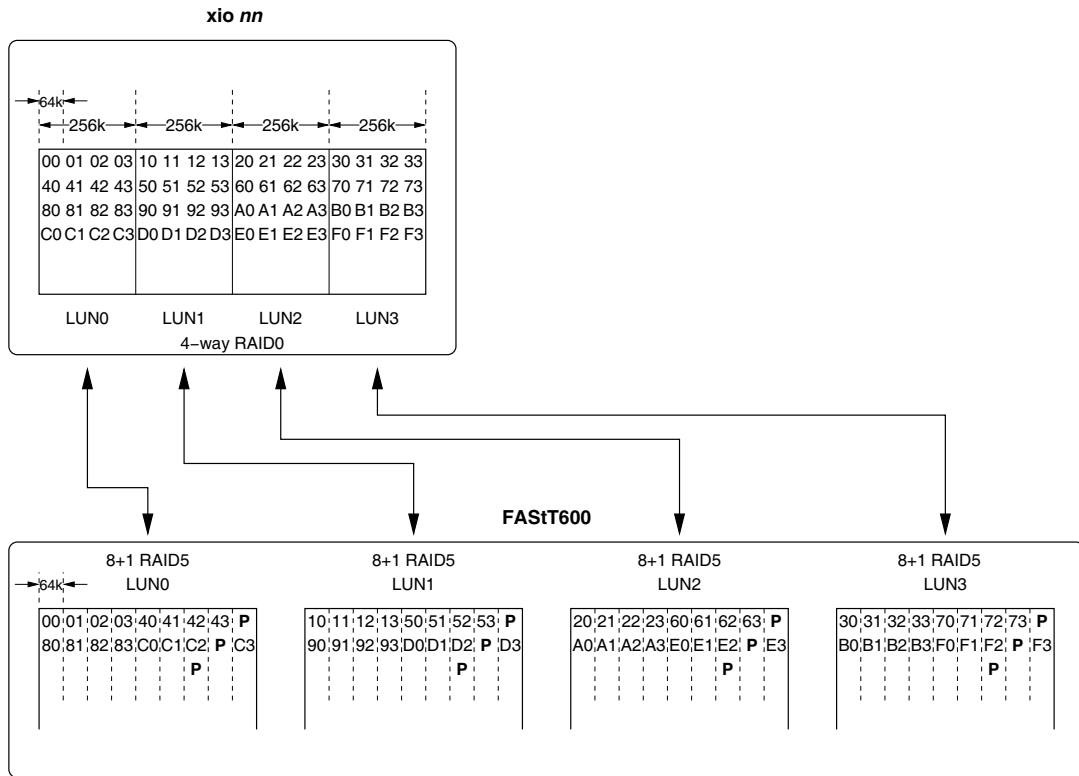 xio nn
64k
256k 256k 256k 256k
00 01 02 03 10 11 12 13 20 21 22 23 30 31 32 33
40 41 42 43 50 51 52 53 60 61 62 63 70 71 72 73
80 81 82 83 90 91 92 93 A0 A1 A2 A3 B0 B1 B2 B3
C0 C1 C2 C3 D0 D1 D2 D3 E0 E1 E2 E3 F0 F1 F2 F3
LUN0 LUN1 LUN2 LUN3
4−way RAID0
FAStT600
8+1 RAID5 8+1 RAID5 8+1 RAID5 8+1 RAID5
64k LUN0 LUN1 LUN2 LUN3
00 01 02 03 40 41 42 43 P 10 11 12 13 50 51 52 53 P 20 21 22 23 60 61 62 63 P 30 31 32 33 70 71 72 73 P
80 81 82 83 C0 C1 C2 P C3 90 91 92 93 D0 D1 D2 P D3 A0 A1 A2 A3 E0 E1 E2 P E3 B0 B1 B2 B3 F0 F1 F2 P F3
P P P P